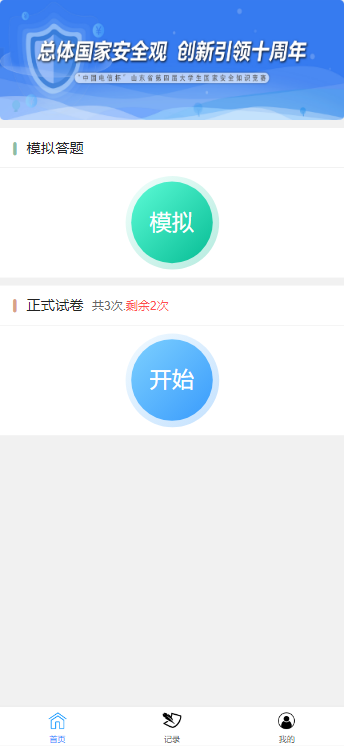 总体国家安全观 创新引领十周年
“中国电信杯”山东省第四届大学生国家安全知识竞赛
模拟答题
模拟
正式试卷 共3次,剩余2次
开始
首页 记录 我的